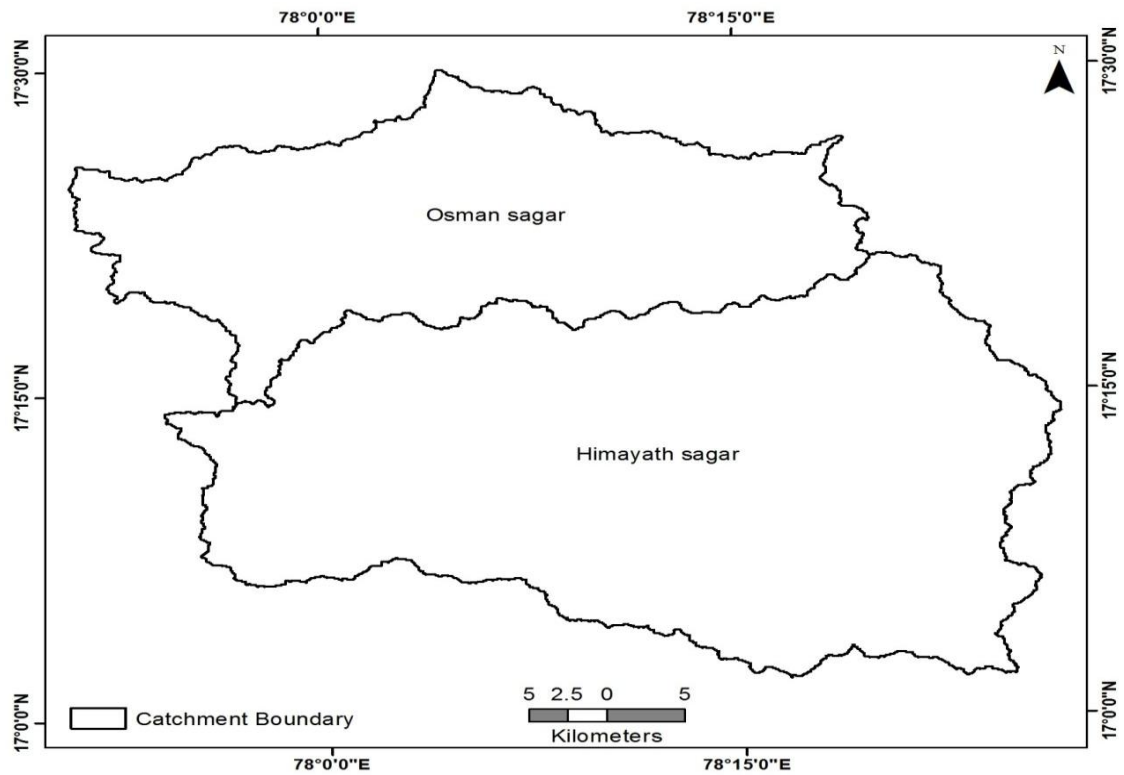 78°0'0"E 78°15'0"E
N
17°30'0"N 17°30'0"N
Osman sagar
17°15'0"N 17°15'0"N
Himayath sagar
5 2.5 0 5
Catchment Boundary
Kilometers
17°0'0"N 17°0'0"N
78°0'0"E 78°15'0"E